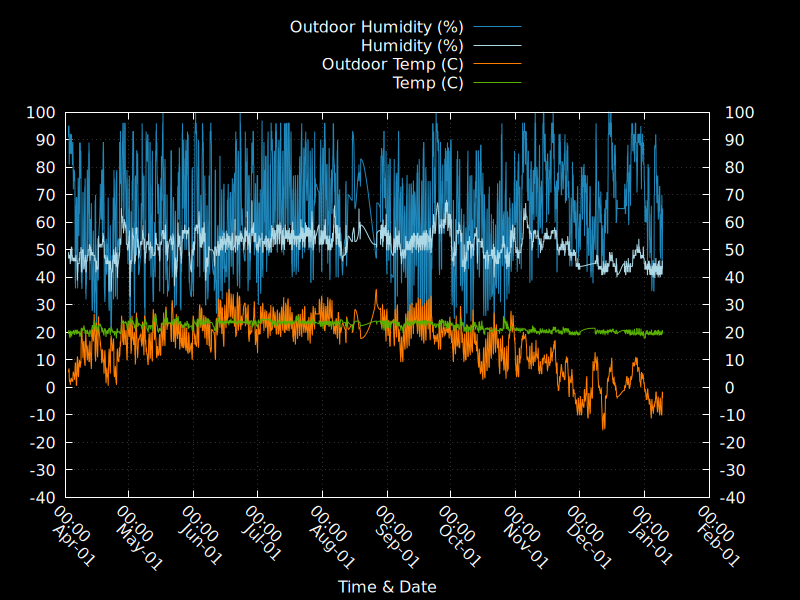 Outdoor Humidity (%)
Humidity (%)
Outdoor Temp (C)
Temp (C)
100 100
90 90
80 80
70 70
60 60
50 50
40 40
30 30
20 20
10 10
0 0
-10 -10
-20 -20
-30 -30
-40 -40
00:00 Apr-01
00:00 May-01
00:00 Jun-01
00:00 Jul-01
00:00 Aug-01
00:00 Sep-01
00:00 Oct-01
00:00 Nov-01
00:00 Dec-01
00:00 Jan-01
00:00 Feb-01
Time & Date